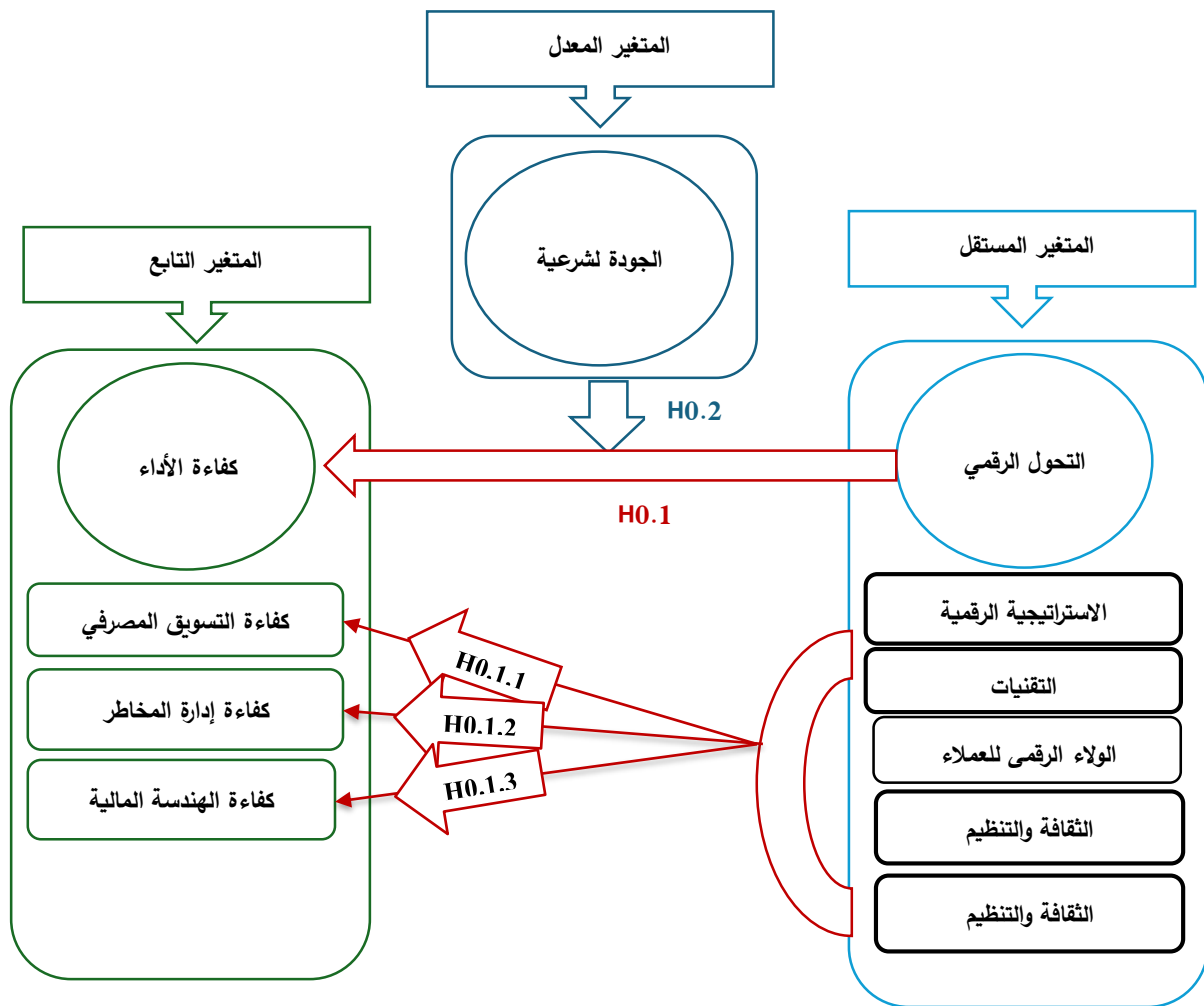 المتغير المعدل
الجودة لشرعية
المتغير المستقل
المتغير التابع
H0.2
التحول الرقمي
كفاءة الأداء
H0.1
الاستراتيجية الرقمية
كفاءة التسويق المصرفي
H0.1.1
التقنيات
كفاءة إدارة المخاطر
H0.1.2
الولاء الرقمى للعملاء
كفاءة الهندسة المالية
H0.1.3
الثقافة والتنظيم
الثقافة والتنظيم